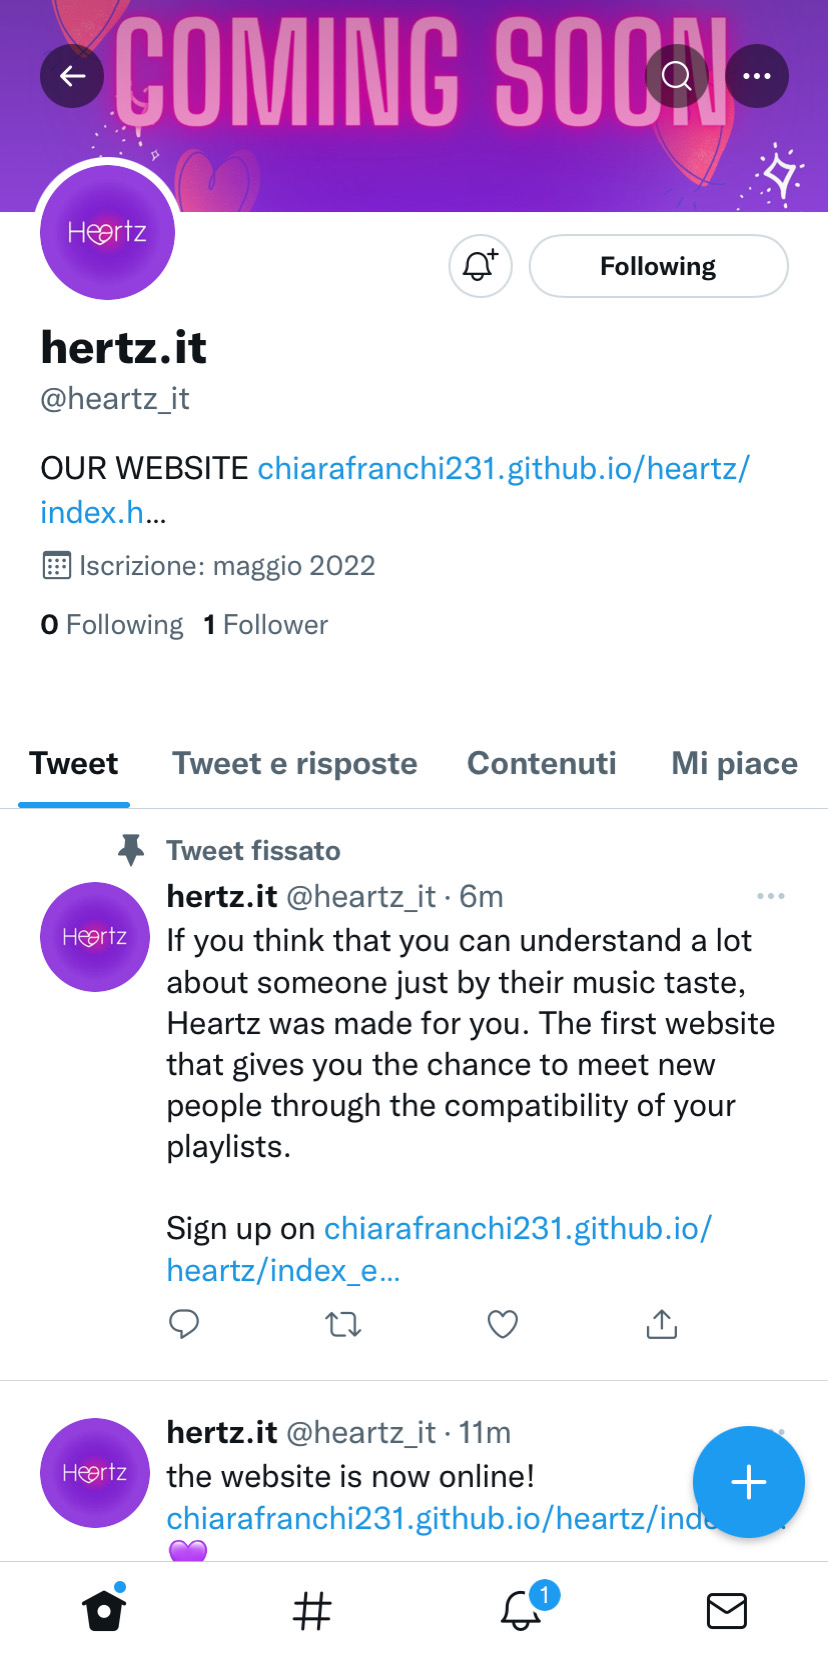 COMING SOON
Heartz
Following
hertz.it
@heartz_it
OUR WEBSITE chiarafranchi231.github.io/heartz/
index.h...
Iscrizione: maggio 2022
0 Following 1 Follower
Tweet Tweet e risposte Contenuti Mi piace
Tweet fissato
hertz.it @heartz_it · 6m
Heartz
If you think that you can understand a lot
about someone just by their music taste,
Heartz was made for you. The first website
that gives you the chance to meet new
people through the compatibility of your
playlists.
Sign up on chiarafranchi231.github.io/
heartz/index_e...
hertz.it @heartz_it · 11m
Heartz
the website is now online!
chiarafranchi231.github.io/heartz/
1